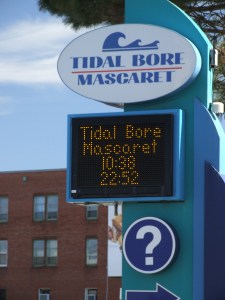 TIDAL BORE
MASCARET
Tidal Bore
Mascaret
10:38
22:52
?